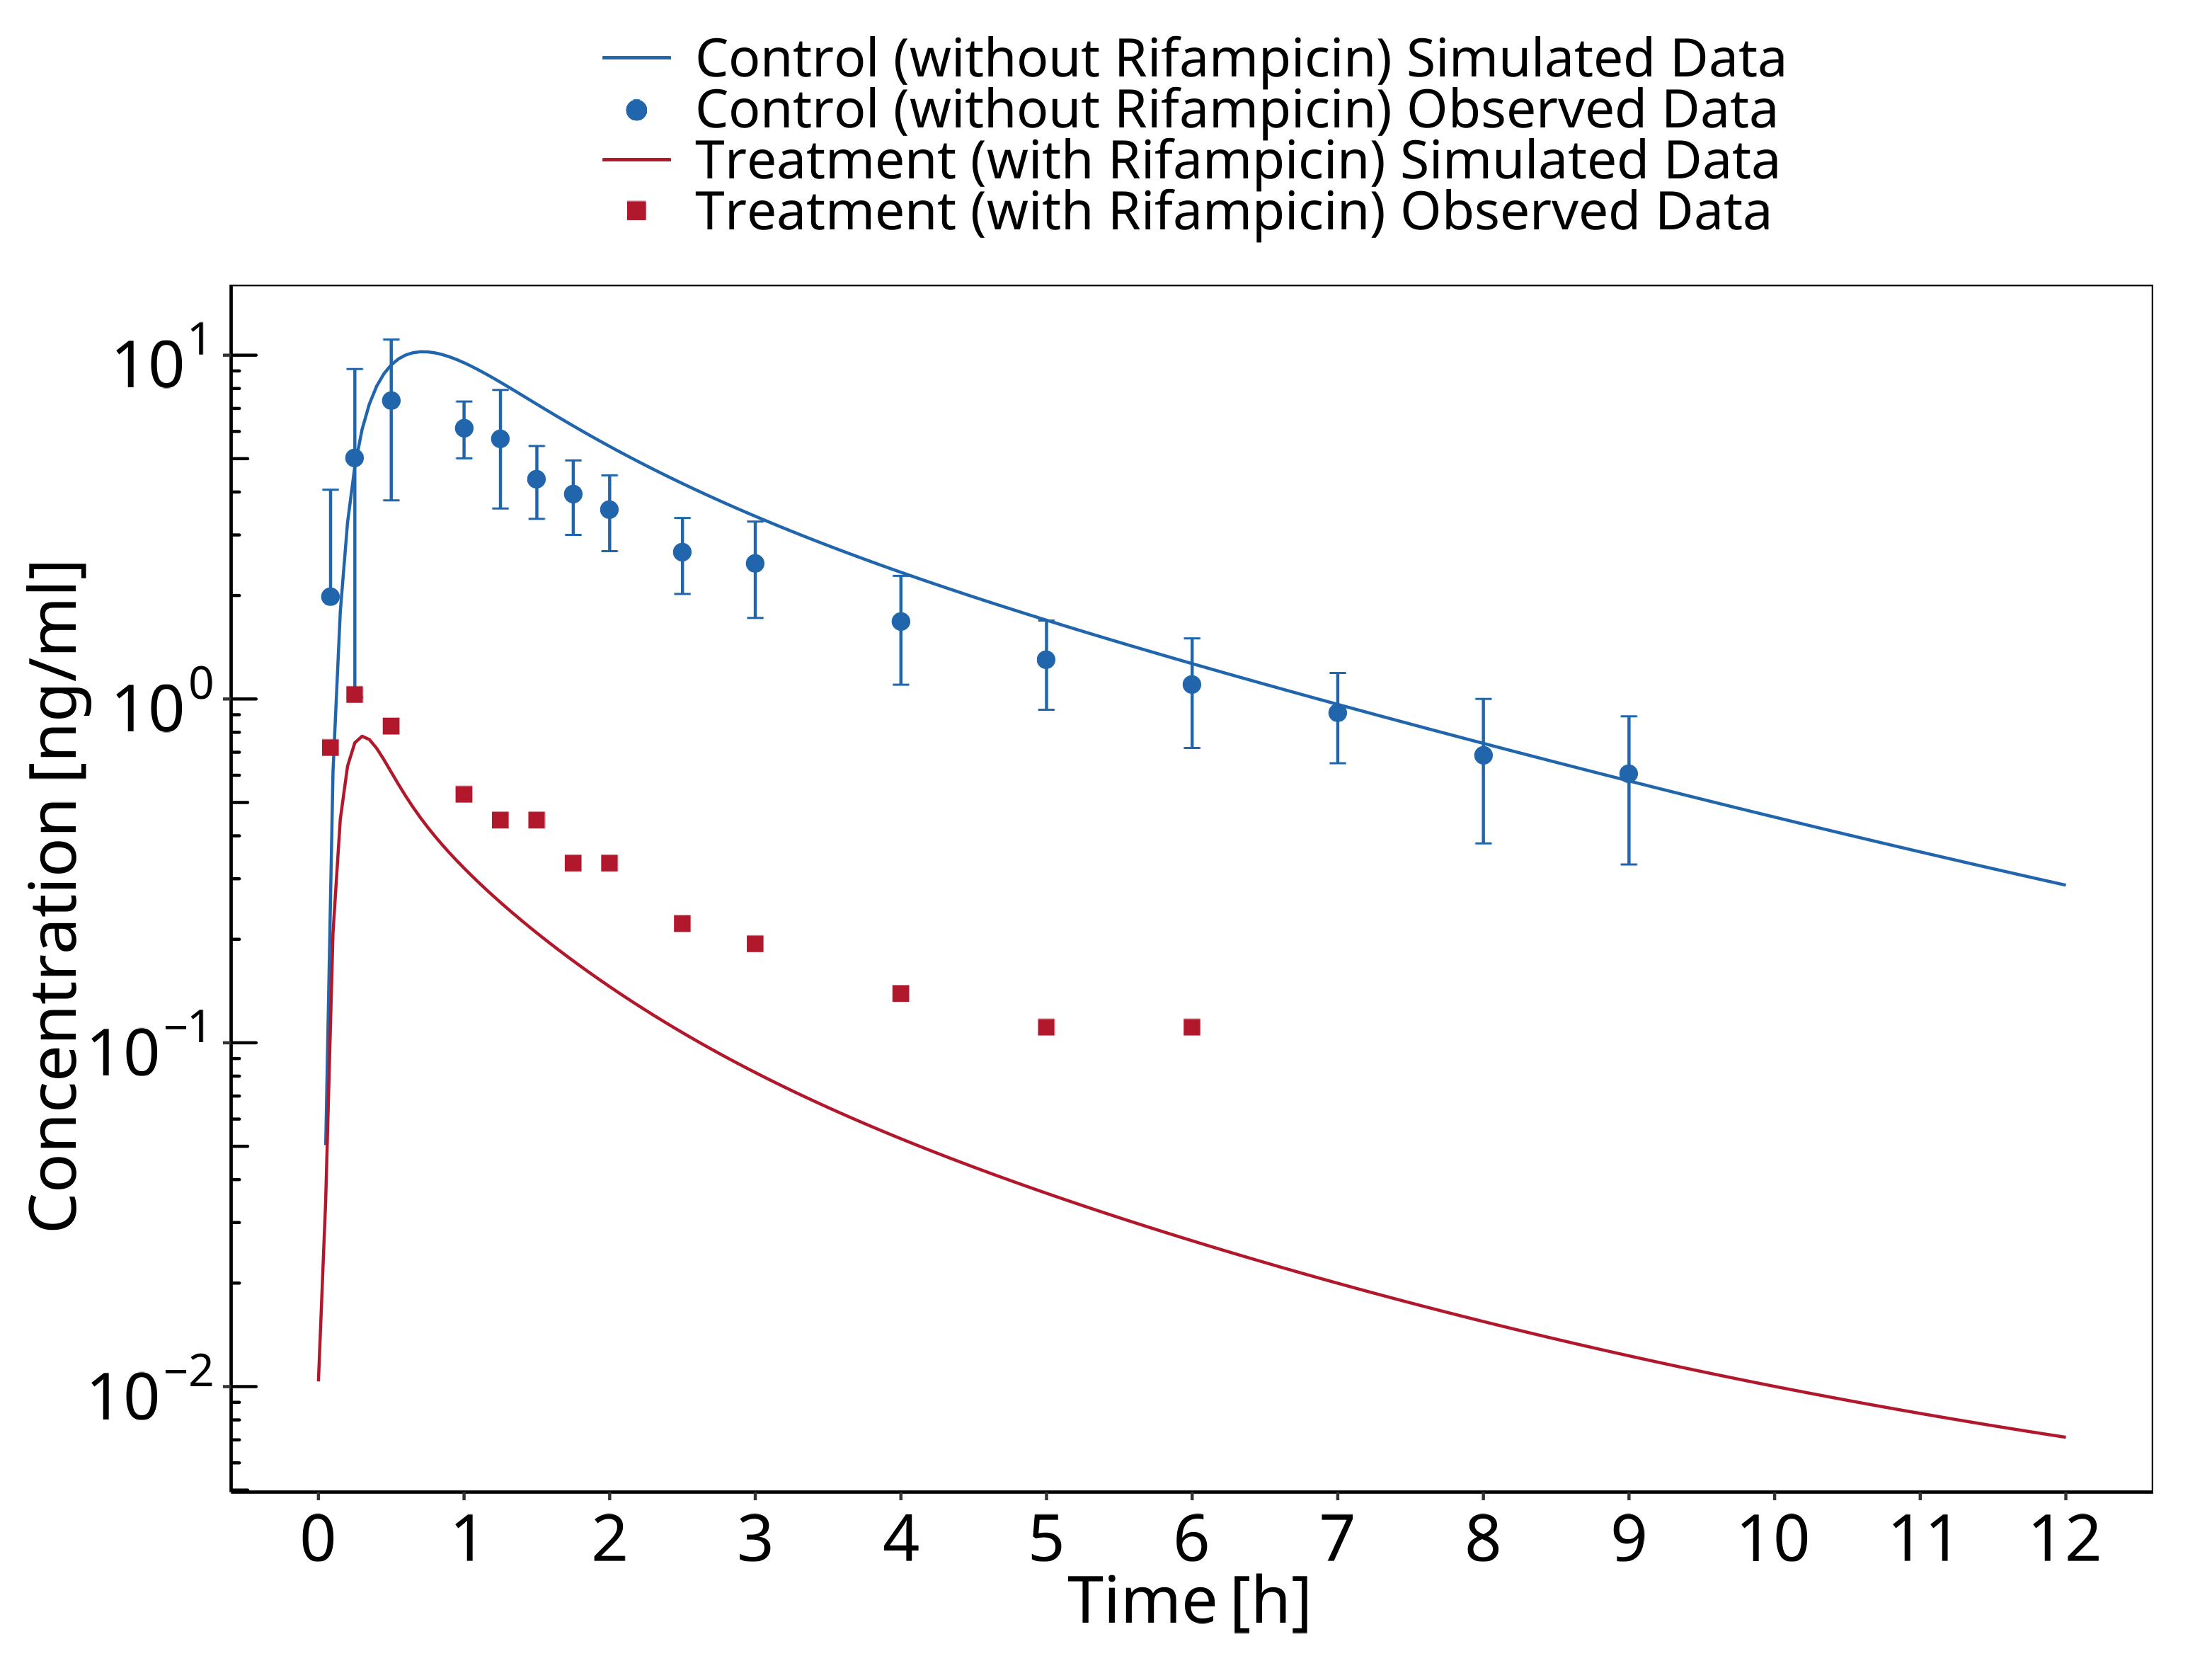 Control (without Rifampicin) Simulated Data
Control (without Rifampicin) Observed Data
Treatment (with Rifampicin) Simulated Data
Treatment (with Rifampicin) Observed Data
Concentration [ng/ml]
10^1
10^0
10^−1
10^−2
0 1 2 3 4 5 6 7 8 9 10 11 12
Time [h]